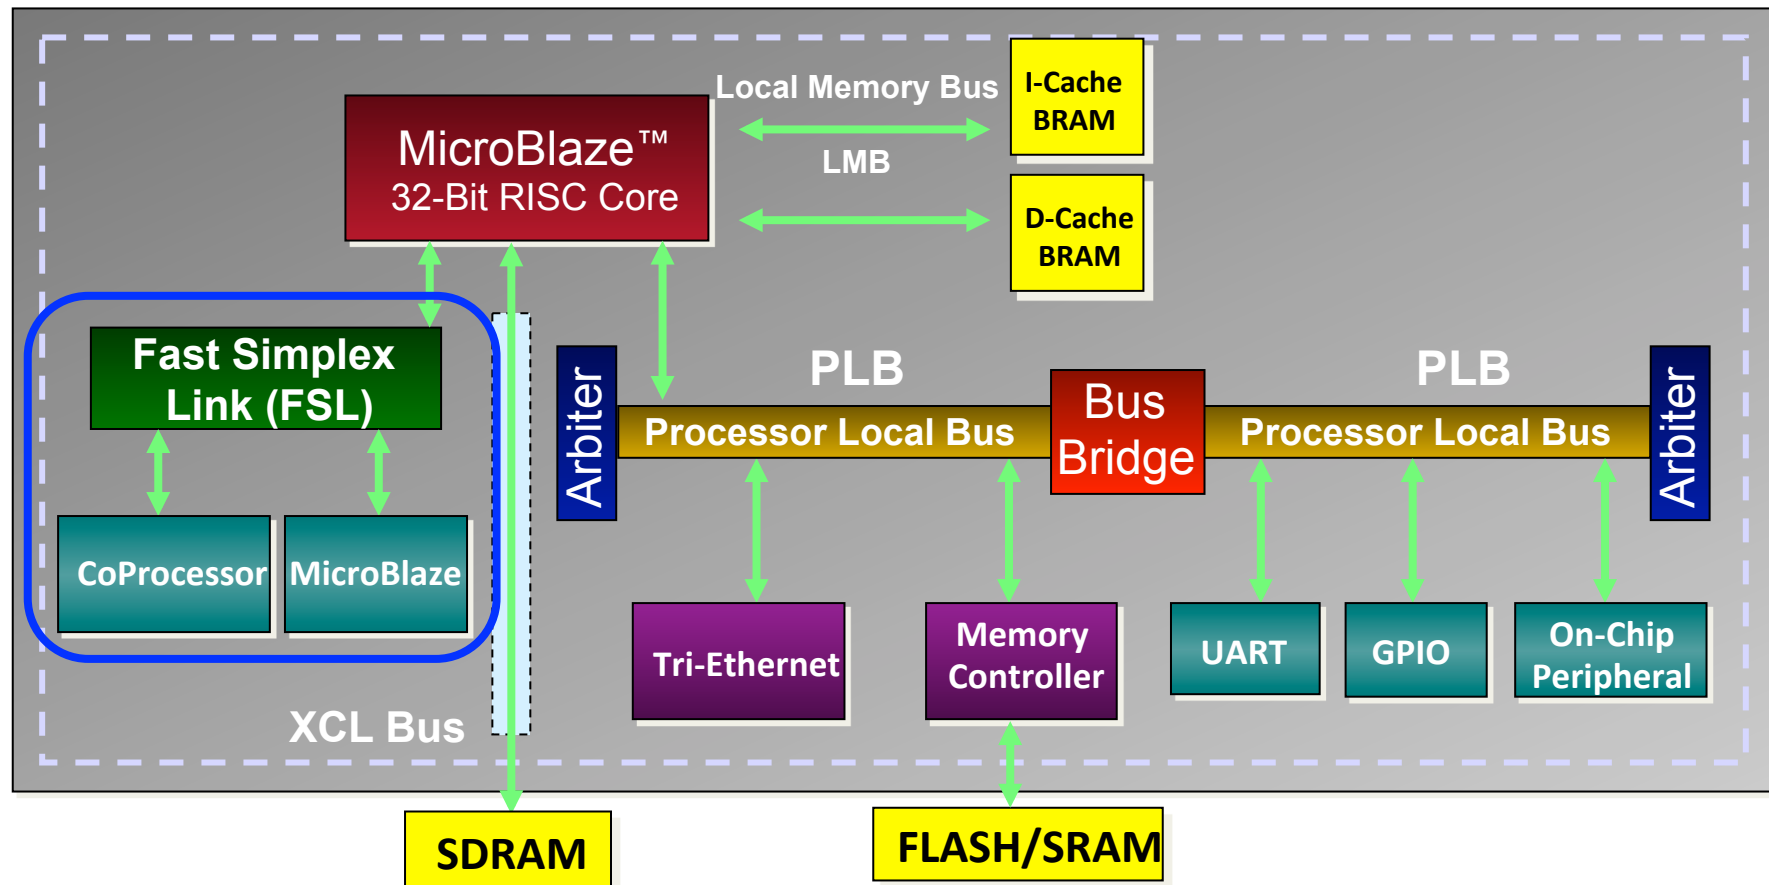 Local Memory Bus
LMB
I-Cache
BRAM
MicroBlaze™
32-Bit RISC Core
D-Cache
BRAM
Fast Simplex
Link (FSL)
CoProcessor
MicroBlaze
XCL Bus
Arbiter
PLB
Processor Local Bus
Bus
Bridge
PLB
Processor Local Bus
Arbiter
Tri-Ethernet
Memory
Controller
UART
GPIO
On-Chip
Peripheral
SDRAM
FLASH/SRAM